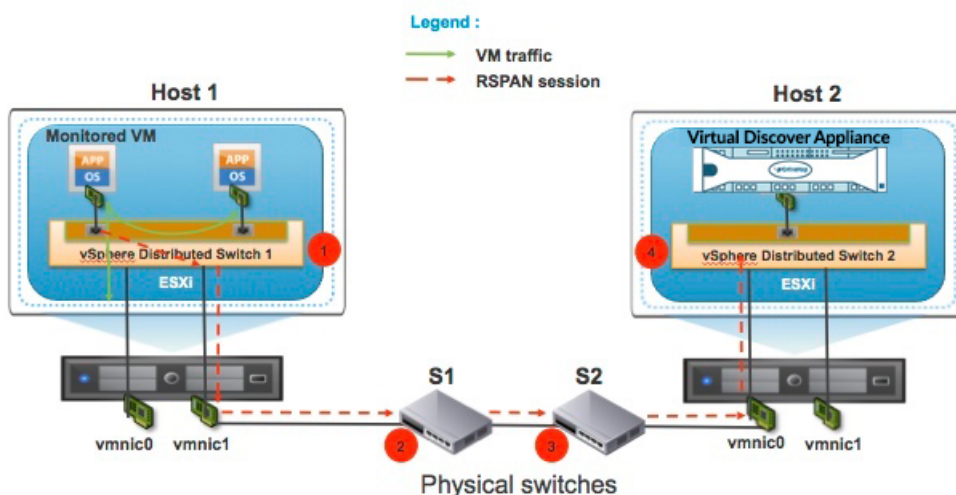 Legend :
VM traffic
RSPAN session
Host 1
Host 2
Monitored VM
APP
OS
APP
OS
Virtual Discover Appliance
vSphere Distributed Switch 1
1
ESXi
4
vSphere Distributed Switch 2
ESXi
S1
S2
vmnic0
vmnic1
2
3
vmnic0
vmnic1
Physical switches